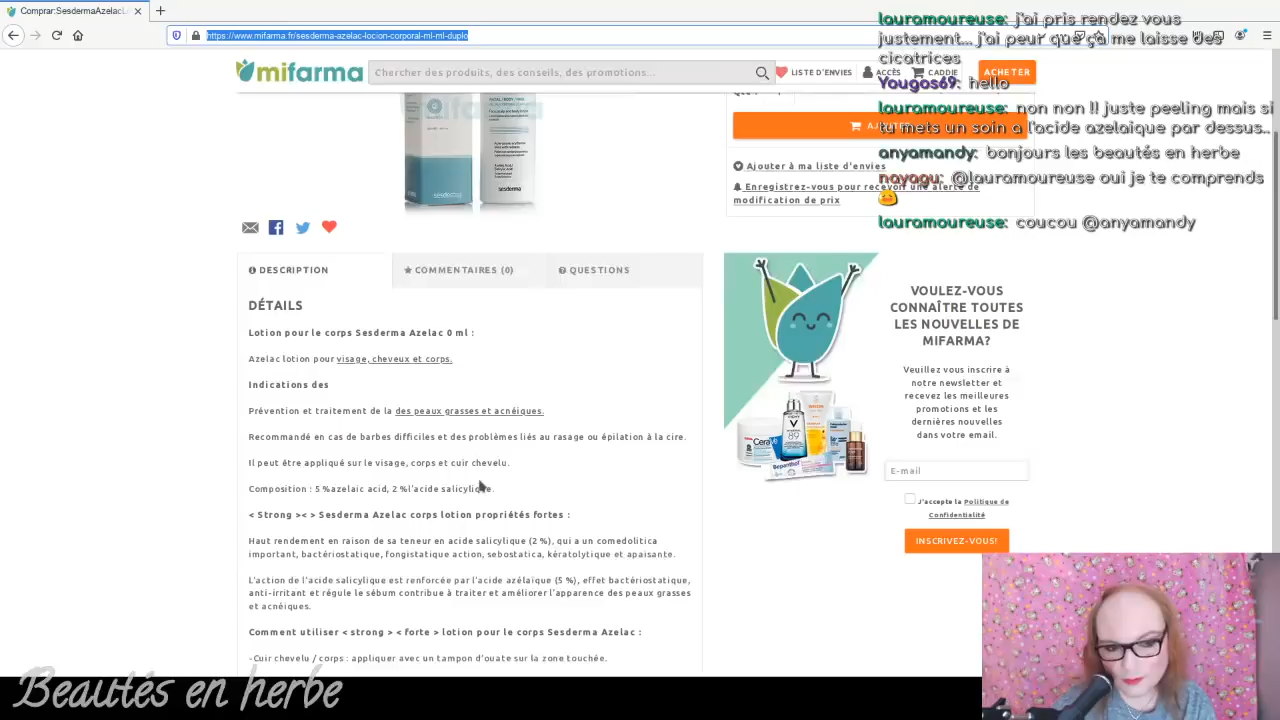 Compr:SesdermaAzelac
https://www.mifarma.fr/sesderma-azelac-locion-corporal-ml-ml-duplo
mifarma
Chercher des produits, des conseils, des promotions...
LISTE D'ENVIES
ACCÈS
CADDIE
ACHETER
lauramoureuse: j'ai pris rendez vous
justement... j'ai peur que ça me laisse des
cicatrices
Yougos69: hello
lauramoureuse: non non !! juste peeling mais si
tu mets un soin a l'acide azelaique par dessus..
anyamandy: bonjours les beautés en herbe
novagu: @lauramoureuse oui je te comprends
lauramoureuse: coucou @anyamandy
sesderma
Ajouter à ma liste d'envies
Enregistrez-vous pour recevoir une alerte de
modification de prix
DESCRIPTION
COMMENTAIRES (0)
QUESTIONS
DÉTAILS
Lotion pour le corps Sesderma Azelac 0 ml :
Azelac lotion pour visage, cheveux et corps.
Indications des
Prévention et traitement de la des peaux grasses et acnéiques.
Recommandé en cas de barbes difficiles et des problèmes liés au rasage ou épilation à la cire.
Il peut être appliqué sur le visage, corps et cuir chevelu.
Composition : 5 %azelaic acid, 2 %l'acide salicylique.
< Strong >< > Sesderma Azelac corps lotion propriétés fortes :
Haut rendement en raison de sa teneur en acide salicylique (2 %), qui a un comedolitica
important, bactériostatique, fongistatique action, sebostatica, kératolytique et apaisante.
L'action de l'acide salicylique est renforcée par l'acide azélaïque (5 %), effet bactériostatique,
anti-irritant et régule le sébum contribue à traiter et améliorer l'apparence des peaux grasses
et acnéiques.
Comment utiliser < strong > < forte > lotion pour le corps Sesderma Azelac :
-Cuir chevelu / corps : appliquer avec un tampon d'ouate sur la zone touchée.
VOULEZ-VOUS
CONNAÎTRE TOUTES
LES NOUVELLES DE
MIFARMA?
Veuillez vous inscrire à
notre newsletter et
recevez les meilleures
promotions et les
dernières nouvelles
dans votre email.
E-mail
J'accepte la Politique de
Confidentialité
INSCRIVEZ-VOUS!
VICHY
89
CeraVe
Bepanthol
Beautés en herbe